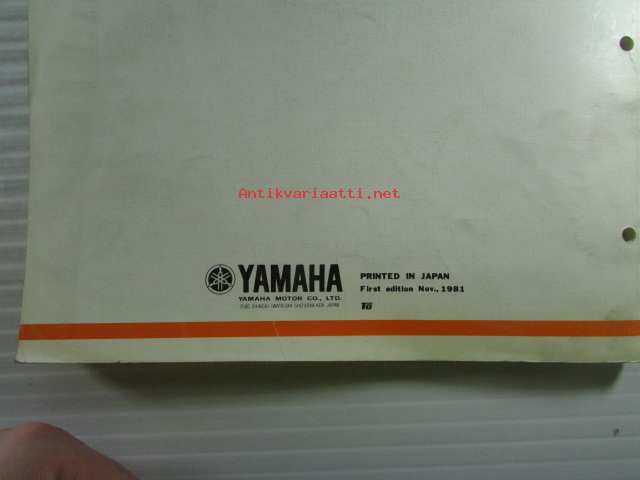 Antikvariaatti.net
YAMAHA
YAMAHA MOTOR CO., LTD.
PRINTED IN JAPAN
First edition Nov., 1981